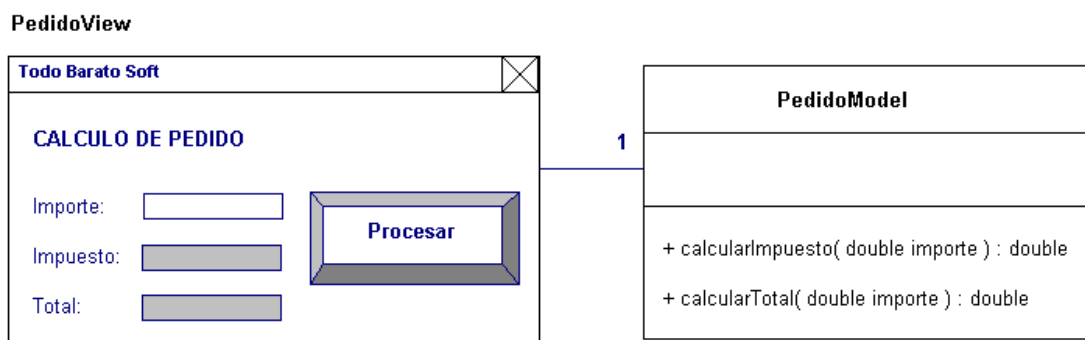 PedidoView
Todo Barato Soft
CALCULO DE PEDIDO
Importe:
Impuesto:
Total:
Procesar
1
PedidoModel
+ calcularImpuesto( double importe ) : double
+ calcularTotal( double importe ) : double